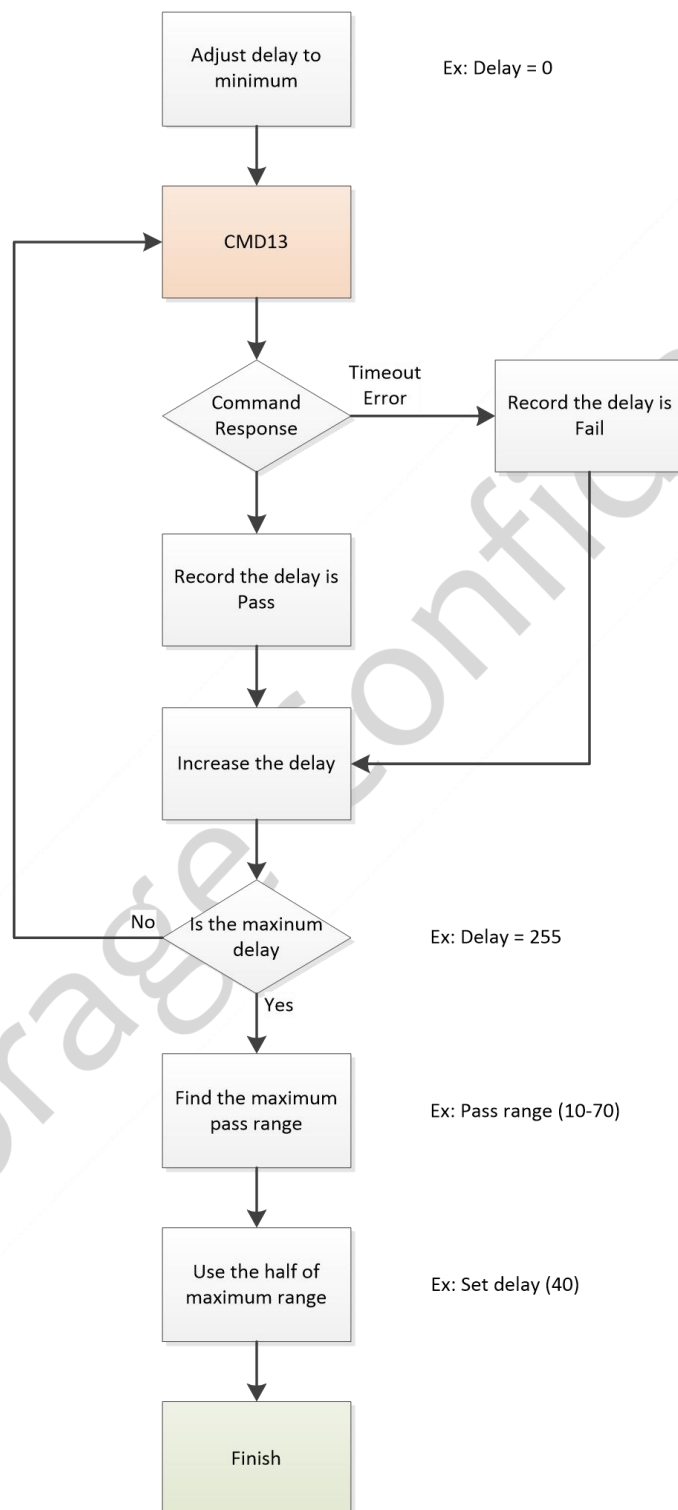 Adjust delay to
minimum
Ex: Delay = 0
CMD13
Command
Response
Timeout
Error
Record the delay is
Fail
Record the delay is
Pass
Increase the delay
No
Is the maxinum
delay
Ex: Delay = 255
Yes
Find the maximum
pass range
Ex: Pass range (10-70)
Use the half of
maximum range
Ex: Set delay (40)
Finish
orage Confid